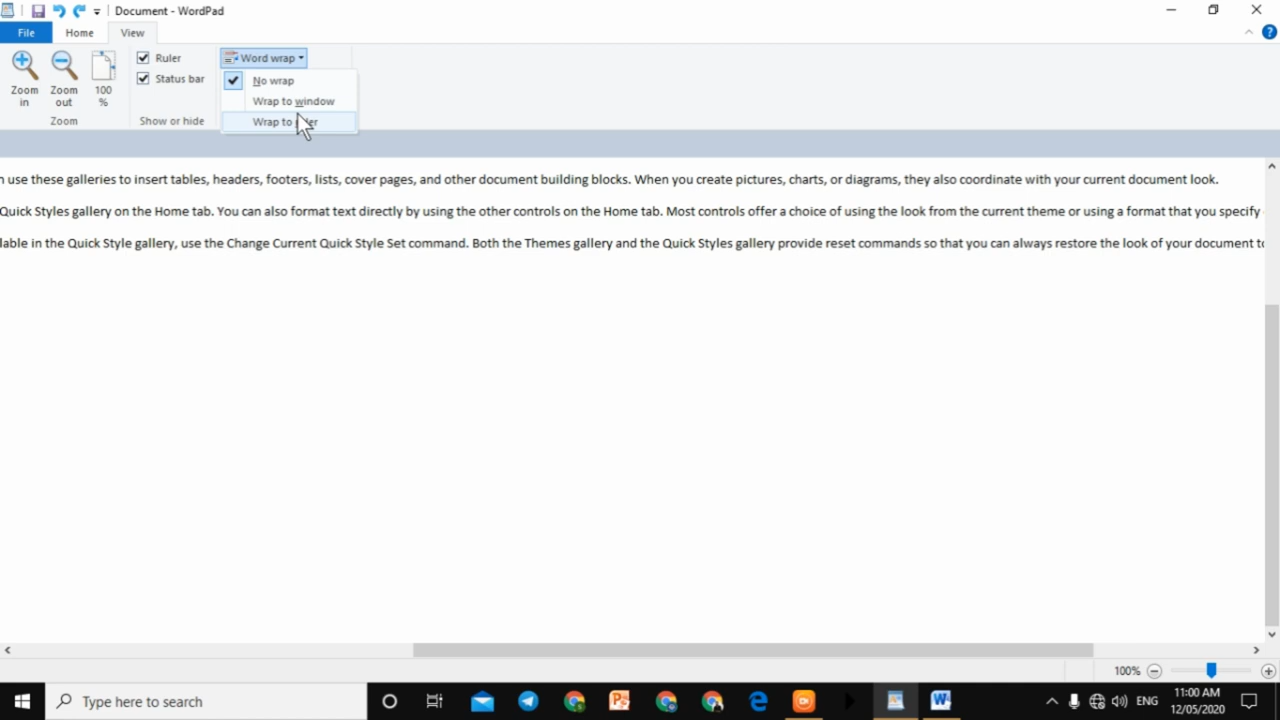 Document - WordPad
File Home View
Zoom in
Zoom out
100 %
Zoom
Ruler
Status bar
Show or hide
Word wrap
No wrap
Wrap to window
Wrap to
use these galleries to insert tables, headers, footers, lists, cover pages, and other document building blocks. When you create pictures, charts, or diagrams, they also coordinate with your current document look.
Quick Styles gallery on the Home tab. You can also format text directly by using the other controls on the Home tab. Most controls offer a choice of using the look from the current theme or using a format that you specify
in the Quick Style gallery, use the Change Current Quick Style Set command. Both the Themes gallery and the Quick Styles gallery provide reset commands so that you can always restore the look of your document
100%
Type here to search
ENG
11:00 AM
12/05/2020